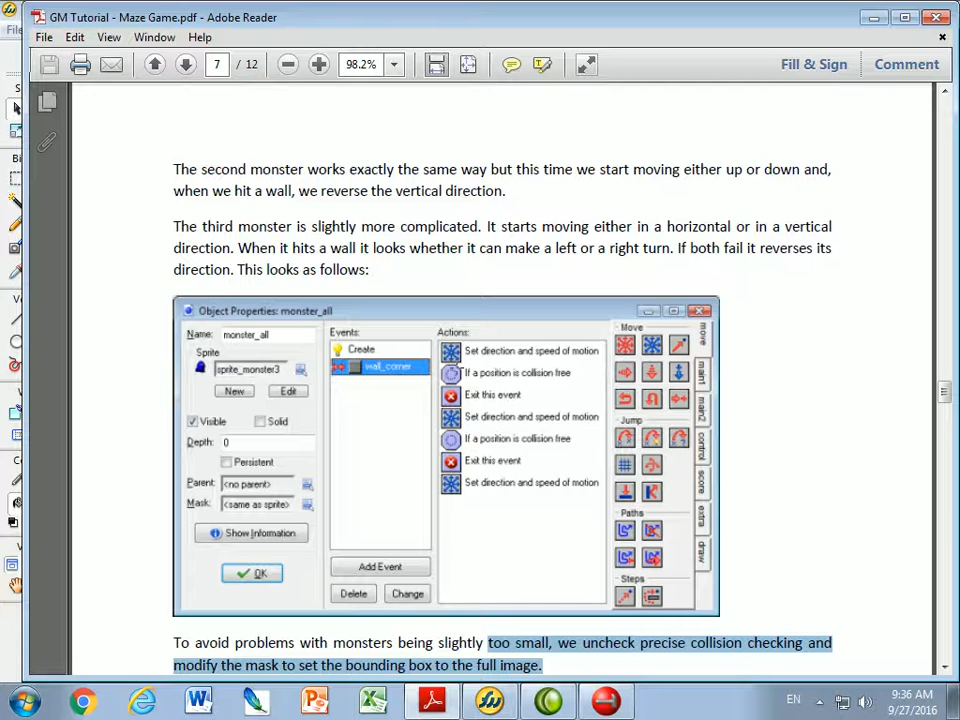 GM Tutorial - Maze Game.pdf - Adobe Reader
File Edit View Window Help
7 / 12 98.2% Fill & Sign Comment
The second monster works exactly the same way but this time we start moving either up or down and,
when we hit a wall, we reverse the vertical direction.
The third monster is slightly more complicated. It starts moving either in a horizontal or in a vertical
direction. When it hits a wall it looks whether it can make a left or a right turn. If both fail it reverses its
direction. This looks as follows:
Object Properties: monster_all
Name: monster_all
Sprite
sprite_monster3
New Edit
Visible Solid
Depth: 0
Persistent
Parent: <no parent>
Mask: <same as sprite>
Show Information
OK
Events:
Create
wall_corner
Add Event
Delete Change
Actions:
Set direction and speed of motion
If a position is collision free
Exit this event
Set direction and speed of motion
If a position is collision free
Exit this event
Set direction and speed of motion
Move
Jump
Paths
Steps
move
main1
main2
control
score
extra
draw
To avoid problems with monsters being slightly too small, we uncheck precise collision checking and
modify the mask to set the bounding box to the full image.
EN
9:36 AM
9/27/2016